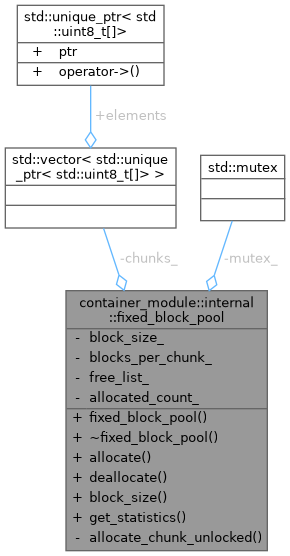 std::unique_ptr< std
::uint8_t[]>
+ ptr
+ operator->()
+elements
std::vector< std::unique
_ptr< std::uint8_t[]> >
std::mutex
-chunks_
-mutex_
container_module::internal
::fixed_block_pool
- block_size_
- blocks_per_chunk_
- free_list_
- allocated_count_
+ fixed_block_pool()
+ ~fixed_block_pool()
+ allocate()
+ deallocate()
+ block_size()
+ get_statistics()
- allocate_chunk_unlocked()